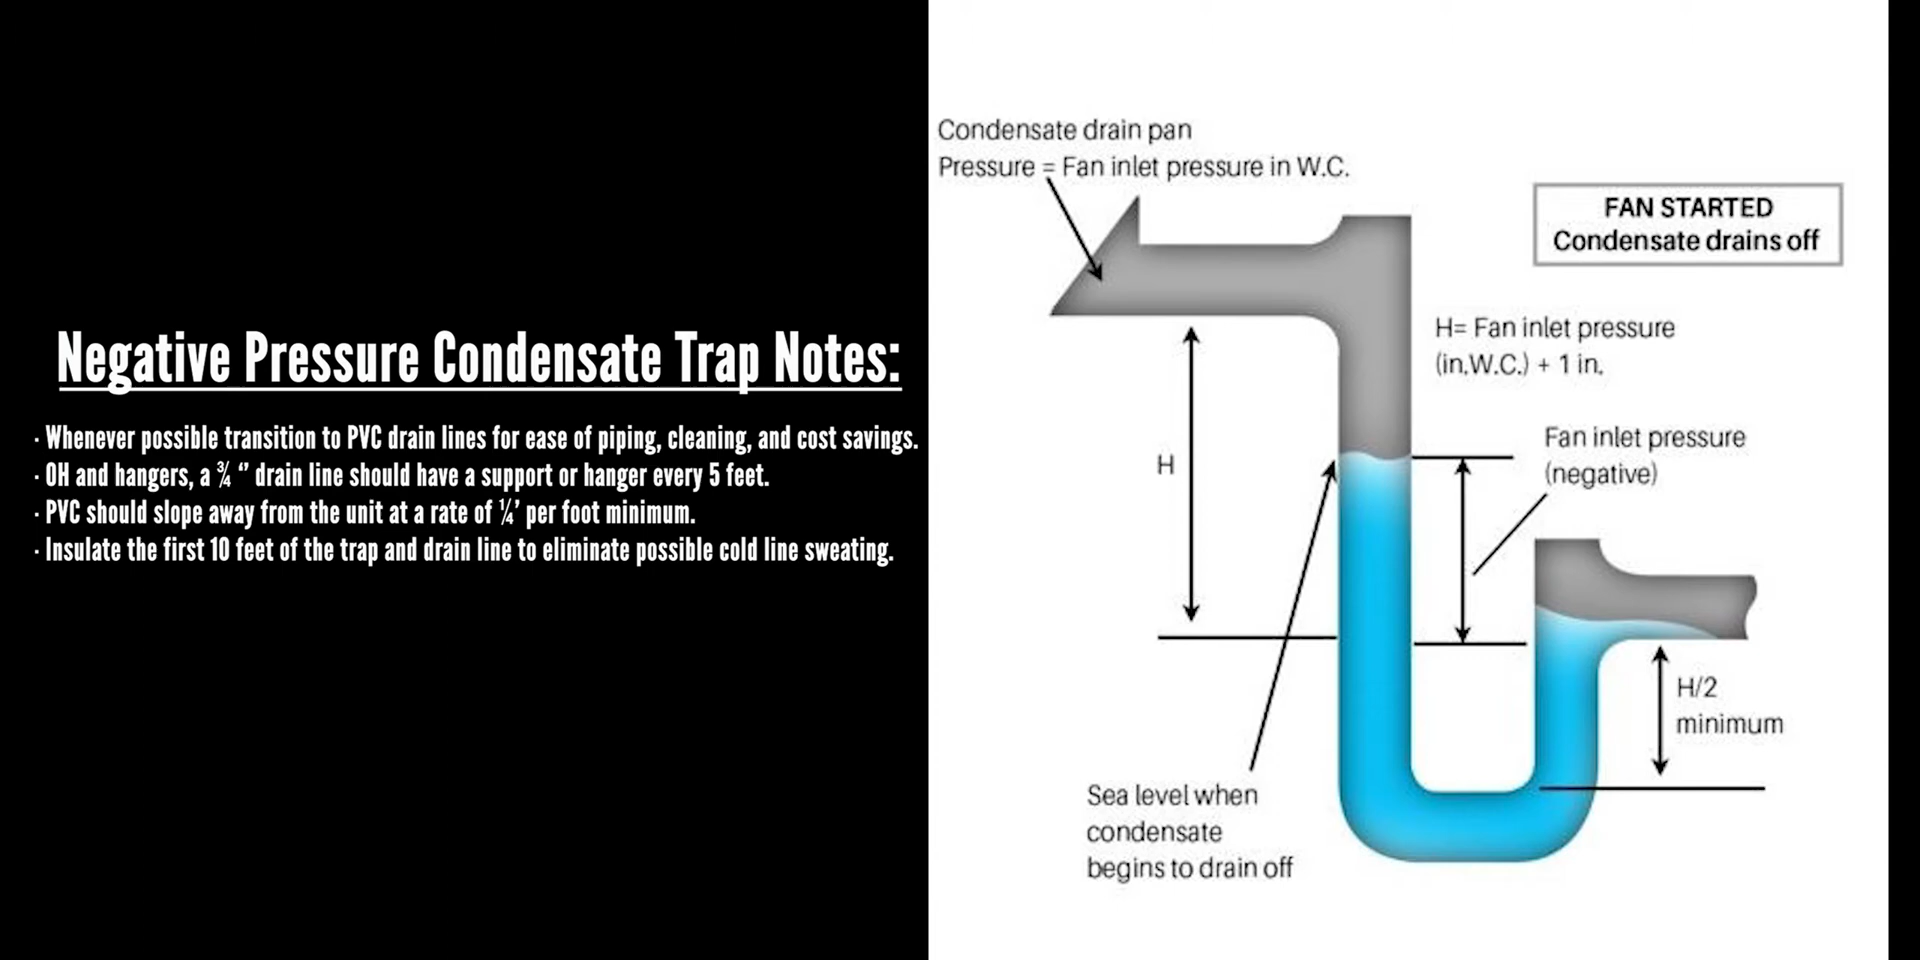 Negative Pressure Condensate Trap Notes:
· Whenever possible transition to PVC drain lines for ease of piping, cleaning, and cost savings.
· OH and hangers, a ¾ “ drain line should have a support or hanger every 5 feet.
· PVC should slope away from the unit at a rate of ¼’ per foot minimum.
· Insulate the first 10 feet of the trap and drain line to eliminate possible cold line sweating.
Condensate drain pan
Pressure = Fan inlet pressure in W.C.
FAN STARTED
Condensate drains off
H= Fan inlet pressure
(in.W.C.) + 1 in.
Fan inlet pressure
(negative)
H
H/2
minimum
Sea level when
condensate
begins to drain off